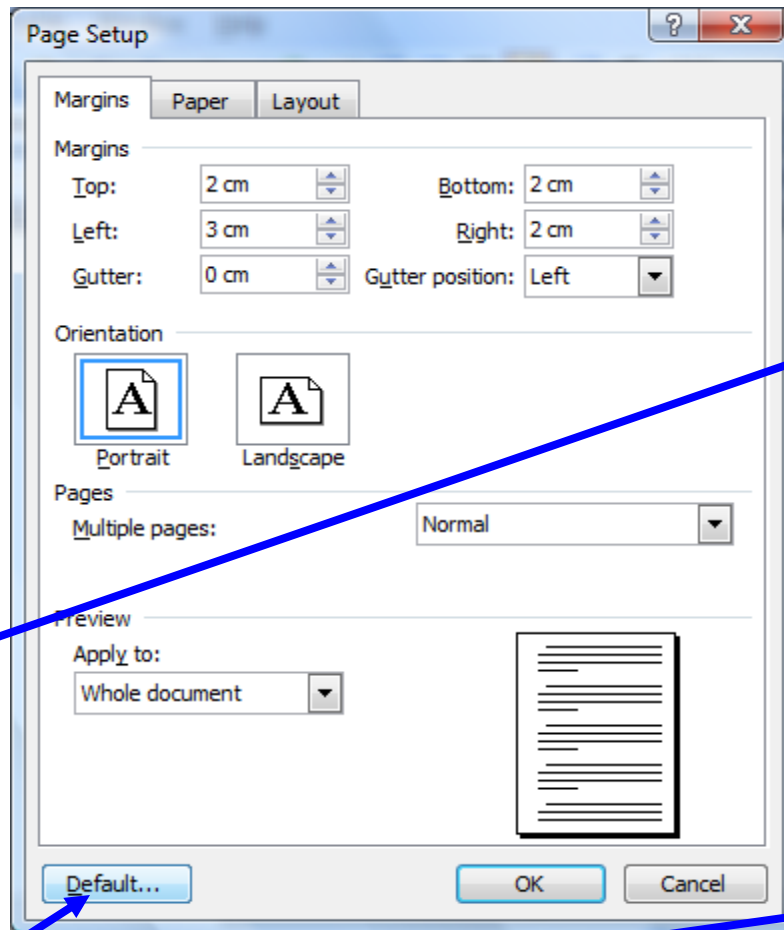 Page Setup
Margins Paper Layout
Margins
Top: 2 cm Bottom: 2 cm
Left: 3 cm Right: 2 cm
Gutter: 0 cm Gutter position: Left
Orientation
A A
Portrait Landscape
Pages
Multiple pages: Normal
Preview
Apply to:
Whole document
Default... OK Cancel